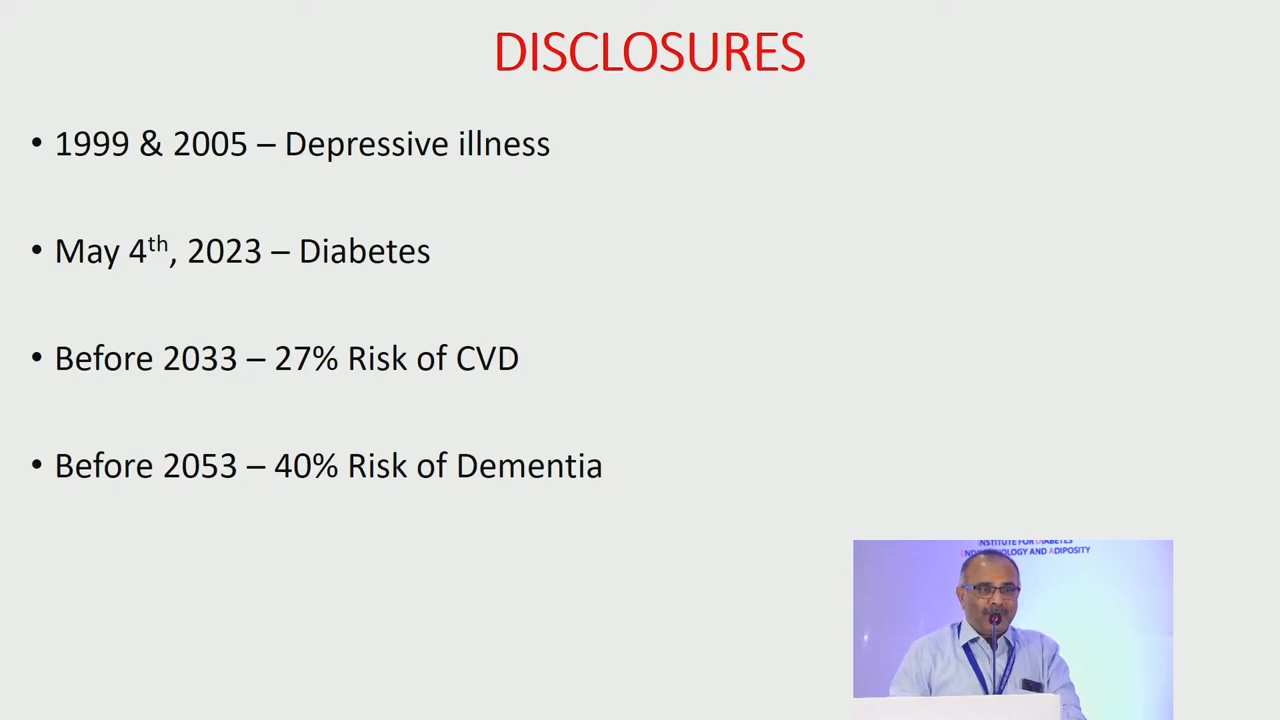 DISCLOSURES
• 1999 & 2005 – Depressive illness
• May 4th, 2023 – Diabetes
• Before 2033 – 27% Risk of CVD
• Before 2053 – 40% Risk of Dementia
INSTITUTE FOR DIABETES
AND ADIPOSITY